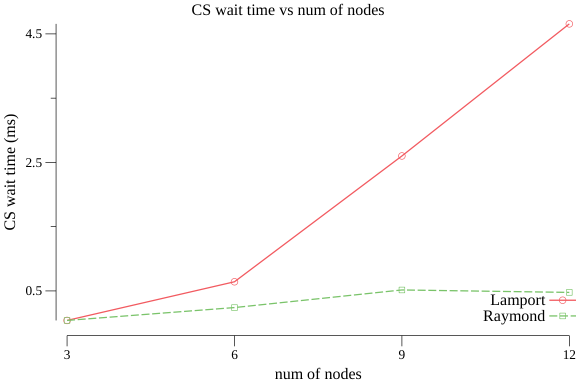 CS wait time vs num of nodes
4.5
2.5
0.5
CS wait time (ms)
Lamport
Raymond
3 6 9 12
num of nodes